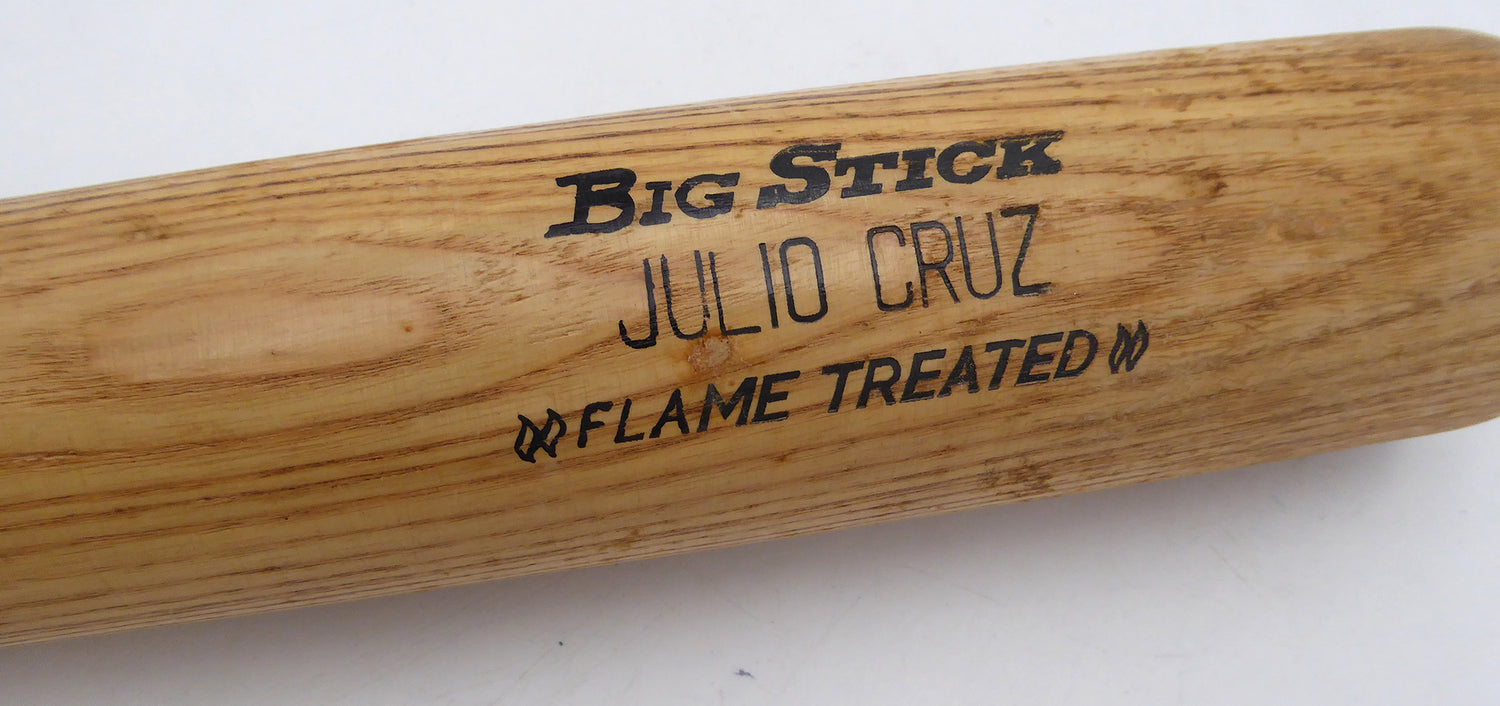 BIG STICK
JULIO CRUZ
FLAME TREATED